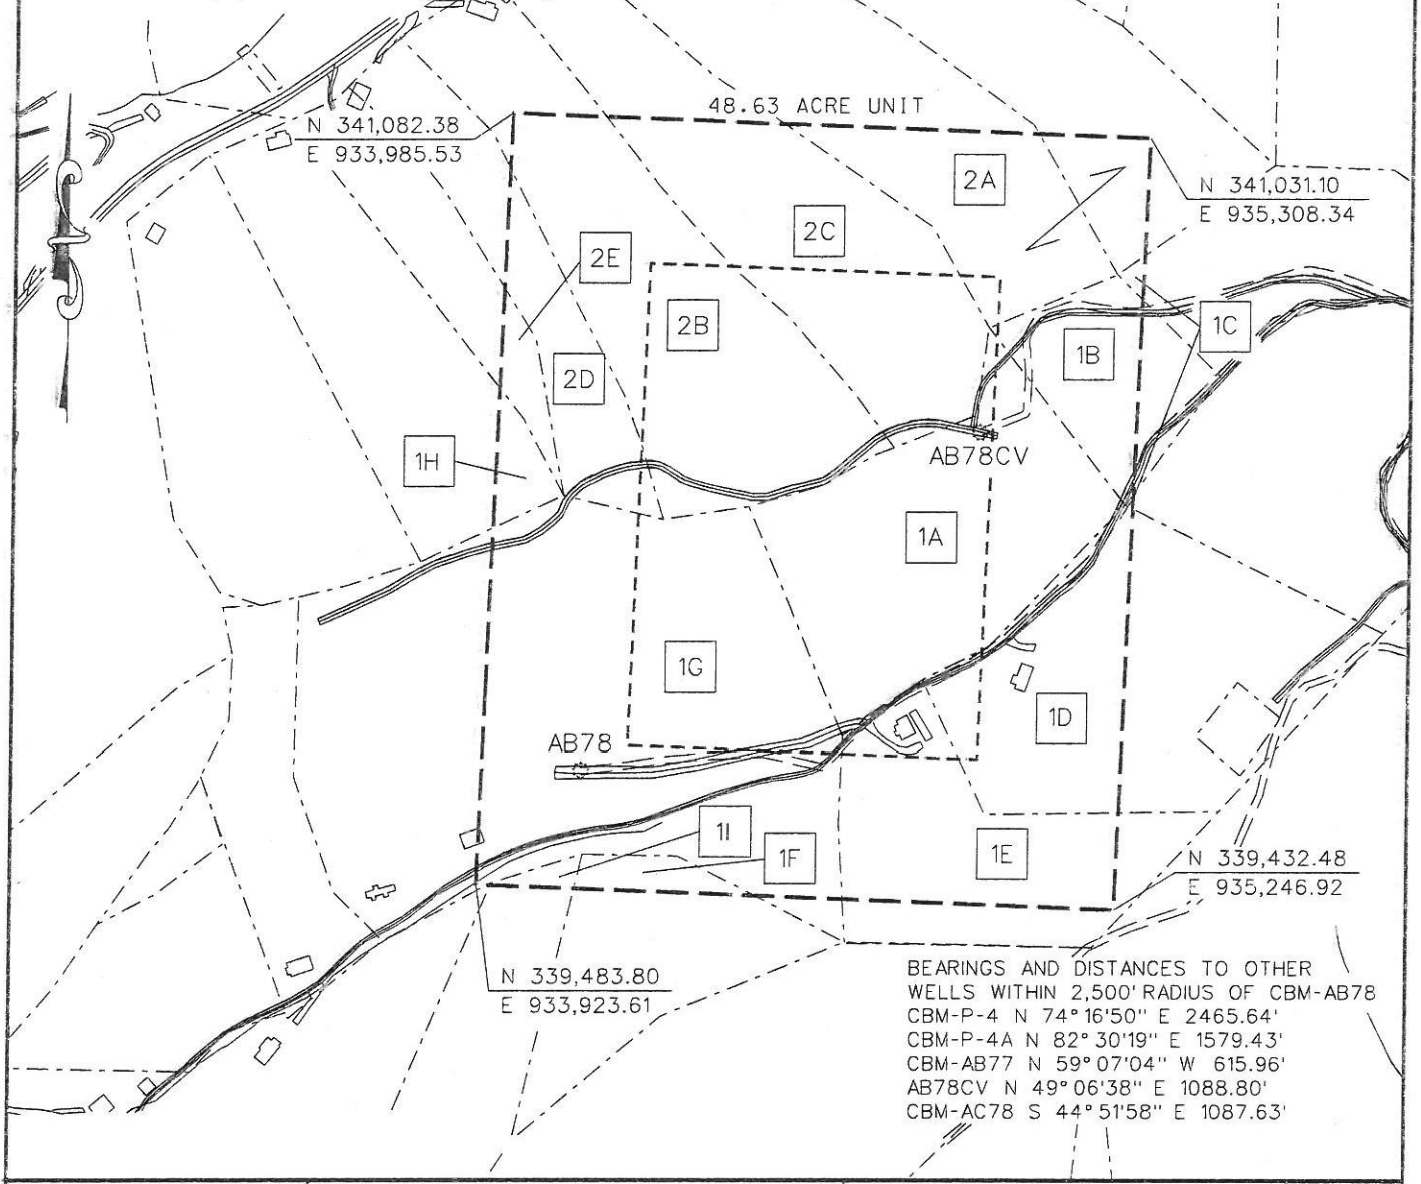 48.63 ACRE UNIT
N 341,082.38
E 933,985.53
2A
N 341,031.10
E 935,308.34
2C
2E
2B
1C
1B
2D
1H
AB78CV
1A
1G
1D
AB78
1I
1F
1E
N 339,432.48
E 935,246.92
N 339,483.80
E 933,923.61
BEARINGS AND DISTANCES TO OTHER
WELLS WITHIN 2,500' RADIUS OF CBM-AB78
CBM-P-4 N 74°16'50" E 2465.64'
CBM-P-4A N 82°30'19" E 1579.43'
CBM-AB77 N 59°07'04" W 615.96'
AB78CV N 49°06'38" E 1088.80'
CBM-AC78 S 44°51'58" E 1087.63'